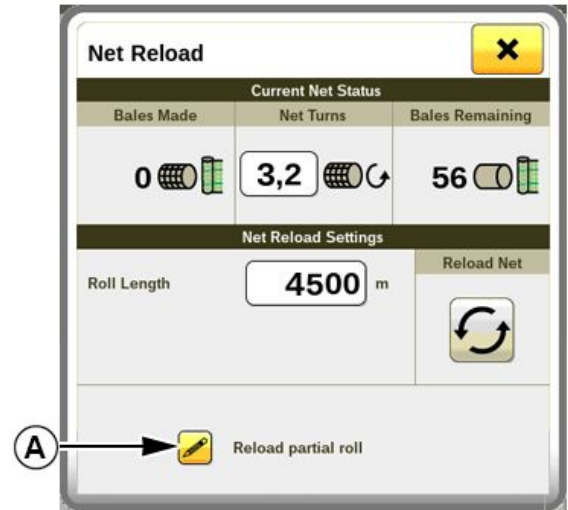 Net Reload
Current Net Status
Bales Made Net Turns Bales Remaining
0 3,2 56
Net Reload Settings
Reload Net
Roll Length 4500 m
A Reload partial roll